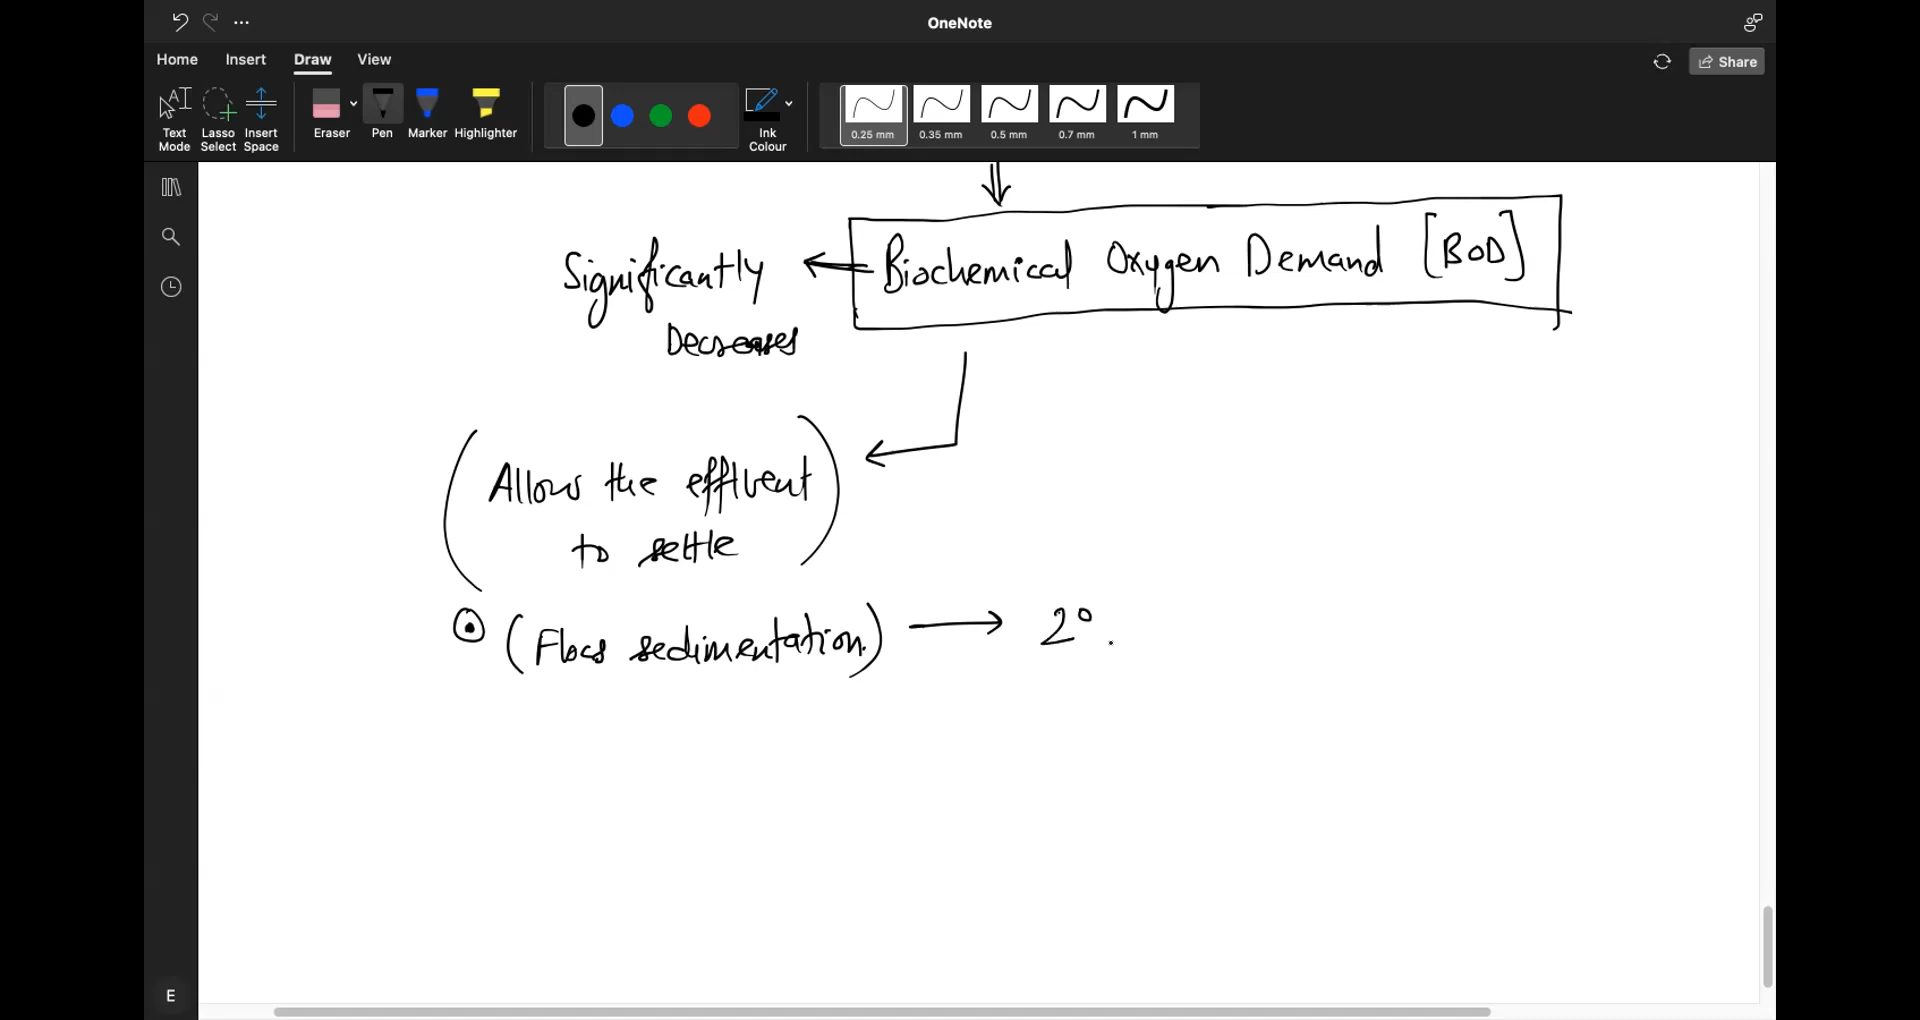 OneNote
Home Insert Draw View
Share
Text Mode
Lasso Select
Insert Space
Eraser
Pen
Marker
Highlighter
Ink Colour
0.25 mm
0.35 mm
0.5 mm
0.7 mm
1 mm
Significantly Biochemical Oxygen Demand [BOD]
Decreases
(Allows the effluent
to settle)
(Flocs sedimentation.) 2° .
E